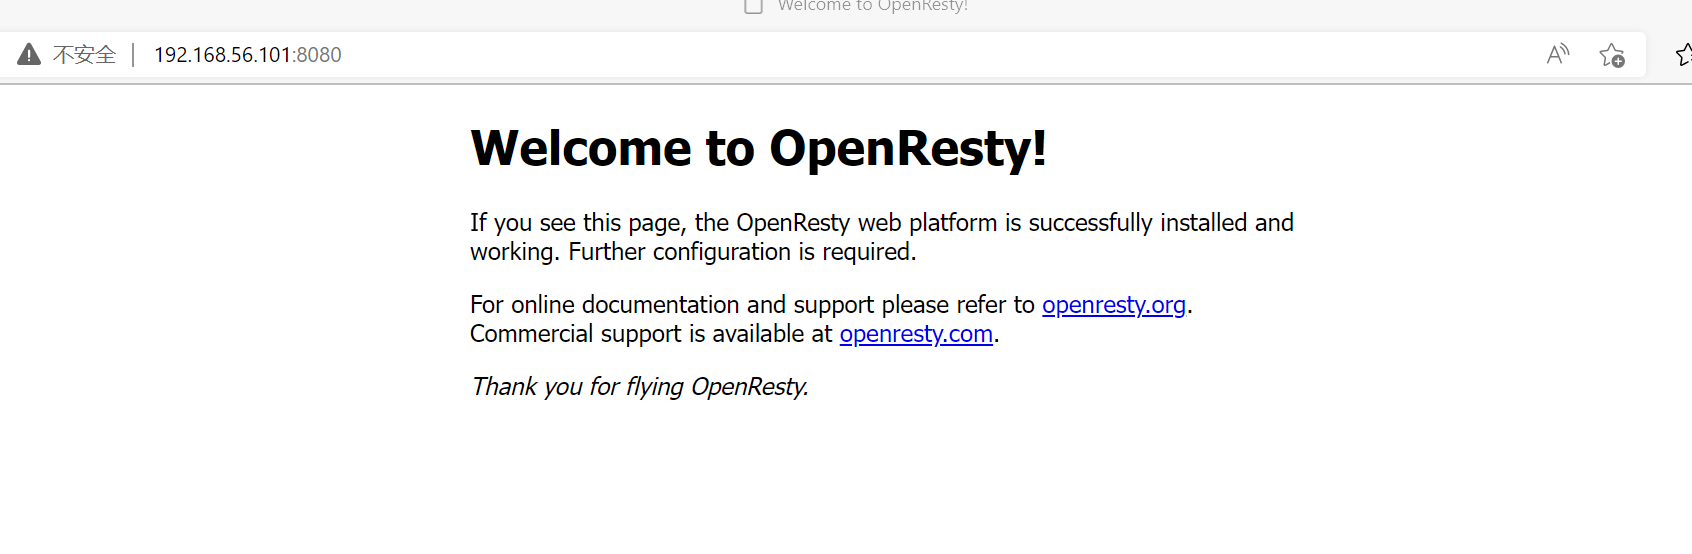 Welcome to OpenResty!
不安全 192.168.56.101:8080
Welcome to OpenResty!
If you see this page, the OpenResty web platform is successfully installed and
working. Further configuration is required.
For online documentation and support please refer to openresty.org.
Commercial support is available at openresty.com.
Thank you for flying OpenResty.